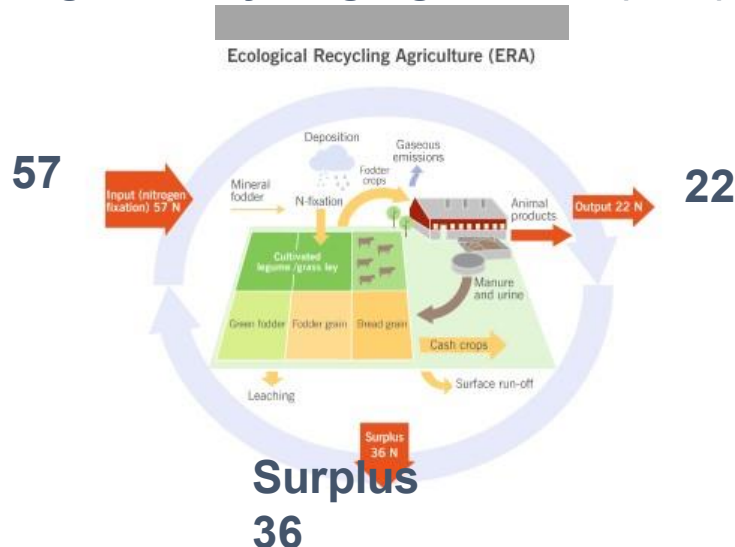 Ecological Recycling Agriculture (ERA)
57
Input (nitrogen
fixation) 57 N
Mineral
fodder
Deposition
N-fixation
Fodder
crops
Gaseous
emissions
Animal
products
Output 22 N
22
Cultivated
legume /grass ley
Manure
and urine
Green fodder
Fodder grain
Bread grain
Cash crops
Leaching
Surface run-off
Surplus
36 N
Surplus
36